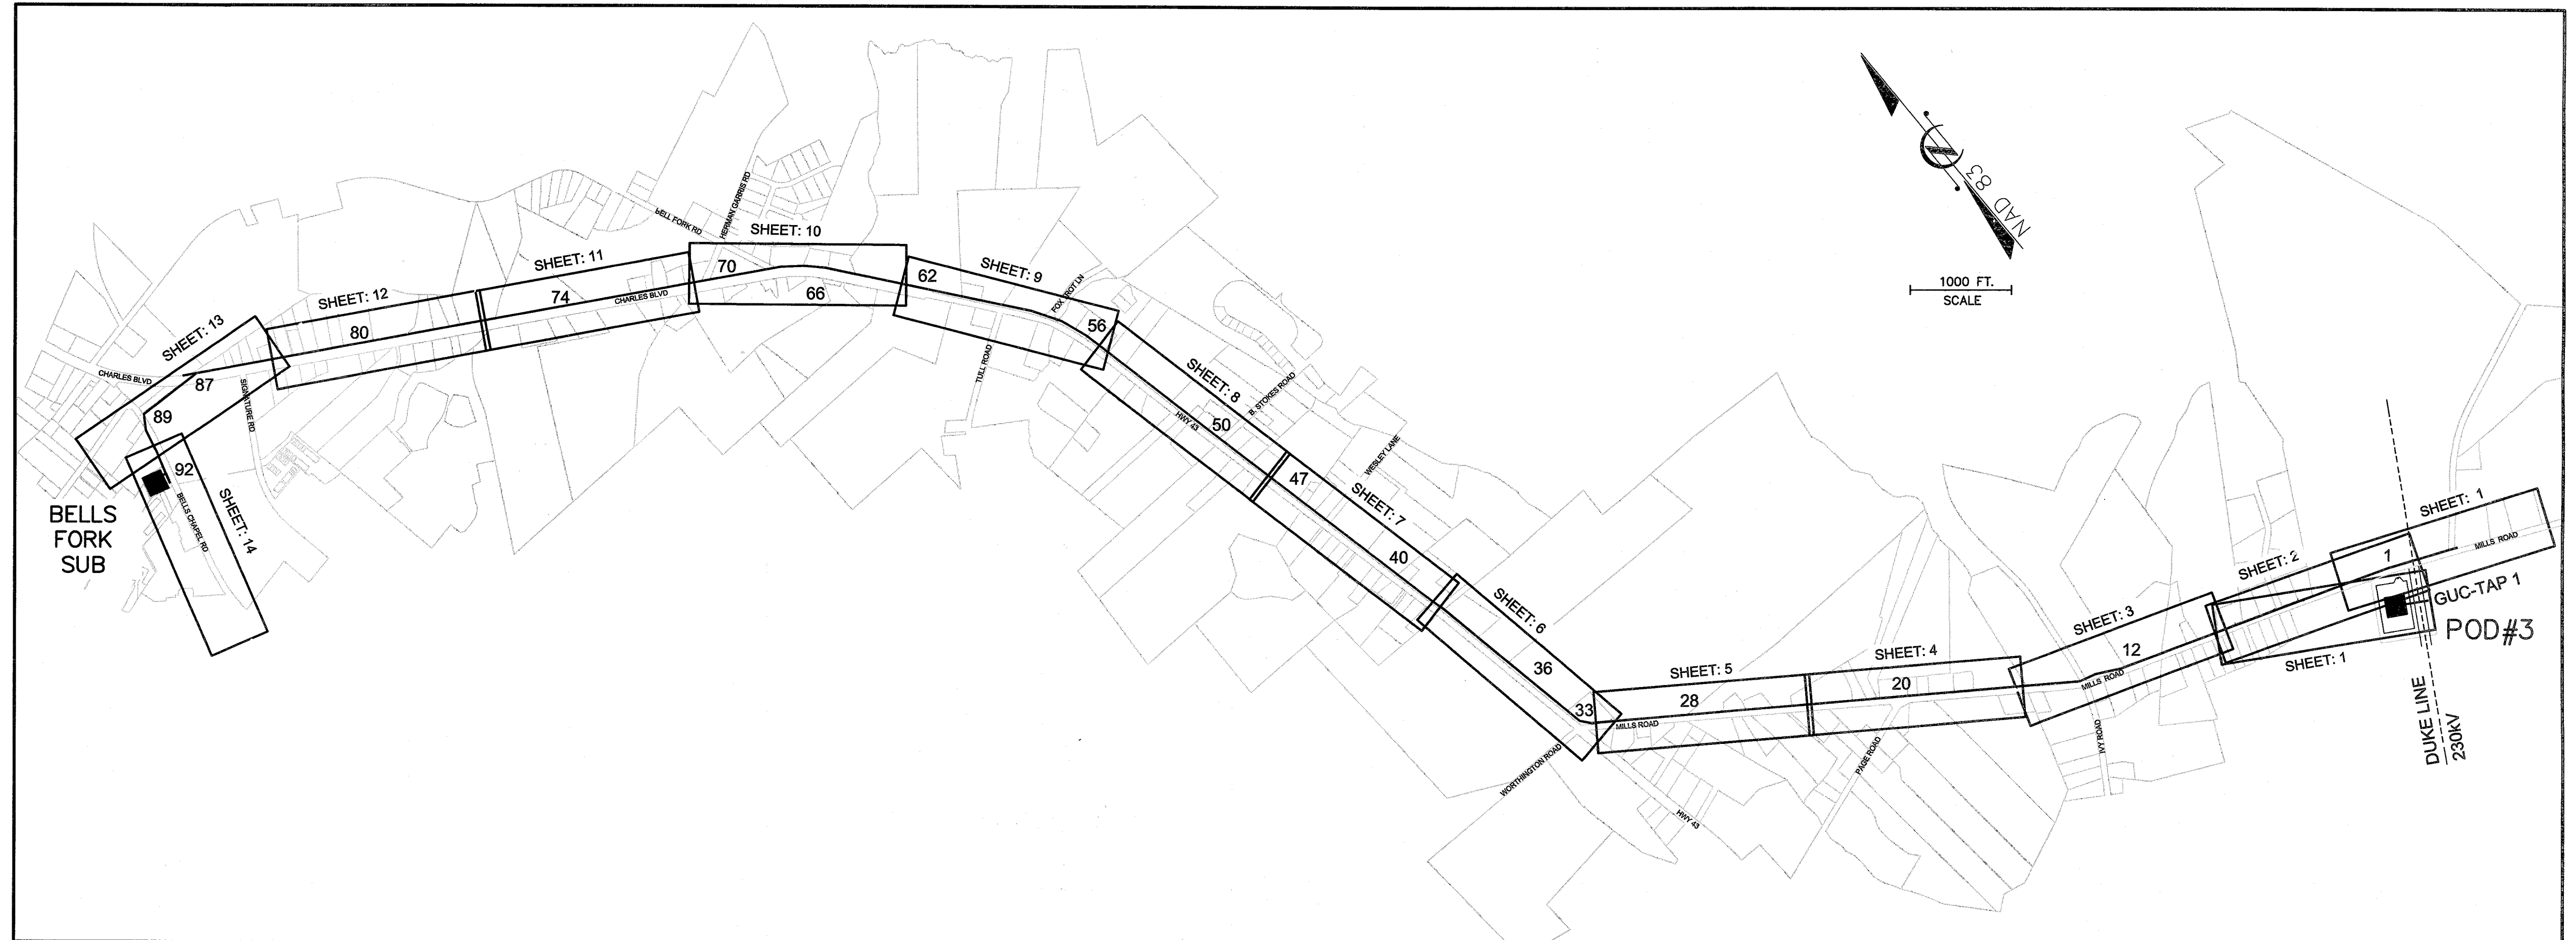 HERMAN GARRIS RD
BELL FORK RD
SHEET: 10
SHEET: 11
SHEET: 12
SHEET: 13
SHEET: 9
70
66
62
74
CHARLES BLVD
80
FOX TROT LN
56
TULL ROAD
CHARLES BLVD
87
SIGNATURE RD
89
92
BELLS CHAPEL RD
SHEET: 14
BELLS
FORK
SUB
SHEET: 8
B. STOKES ROAD
HWY 43
50
WESLEY LANE
47
SHEET: 7
40
SHEET: 6
36
33
NAD 83
1000 FT.
SCALE
SHEET: 5
28
MILLS ROAD
SHEET: 4
20
WORTHINGTON ROAD
HWY 43
PAGE ROAD
SHEET: 3
12
MILLS ROAD
IVY ROAD
SHEET: 2
SHEET: 1
1
MILLS ROAD
GUC-TAP 1
POD#3
SHEET: 1
DUKE LINE
230KV